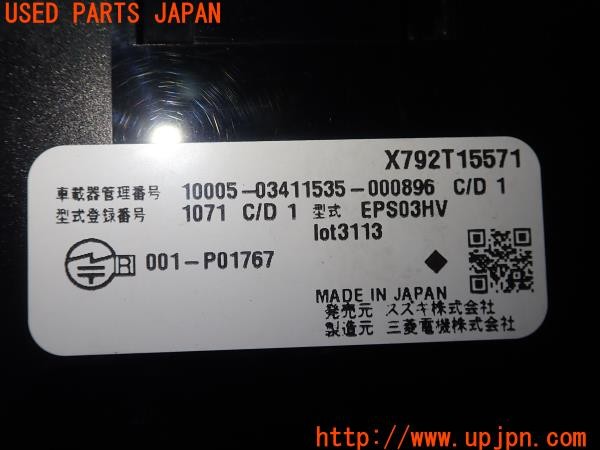 USED PARTS JAPAN
X792T15571
車載器管理番号 10005-03411535-000896 C/D 1
型式登録番号 1071 C/D 1 型式 EPS03HV
lot3113
R 001-P01767
MADE IN JAPAN
発売元 スズキ株式会社
製造元 三菱電機株式会社
http://www.upjpn.com/